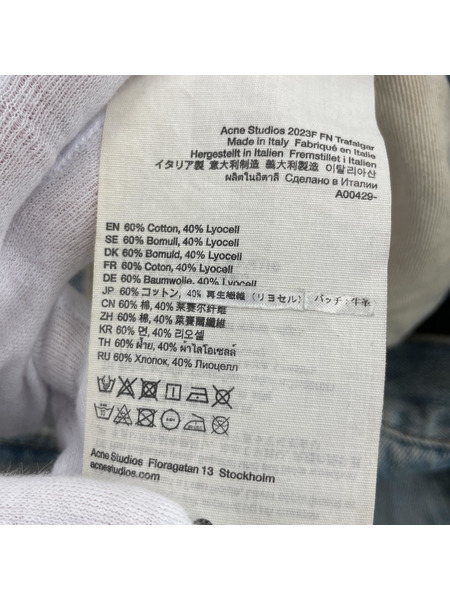 Acne Studios 2023F FN Trafalgar
Made in Italy Fabriqué en Italie
Hergestellt in Italien Fremstillet i Italien
イタリア製 意大利制造 義大利製造 이탈리아산
ผลิตในอิตาลี Сделано в Италии
A00429-
EN 60% Cotton, 40% Lyocell
SE 60% Bomull, 40% Lyocell
DK 60% Bomuld, 40% Lyocell
FR 60% Coton, 40% Lyocell
DE 60% Baumwolle, 40% Lyocell
JP 60% コットン, 40% 再生繊維 (リヨセル) パッチ:牛革
CN 60% 棉, 40% 莱赛尔纤维
ZH 60% 棉, 40% 萊賽爾纖維
KR 60% 면, 40% 리오셀
TH 60% ฝ้าย, 40% ผ้าไลโอเซลล์
RU 60% Хлопок, 40% Лиоцелл
Acne Studios Floragatan 13 Stockholm
acnestudios.com